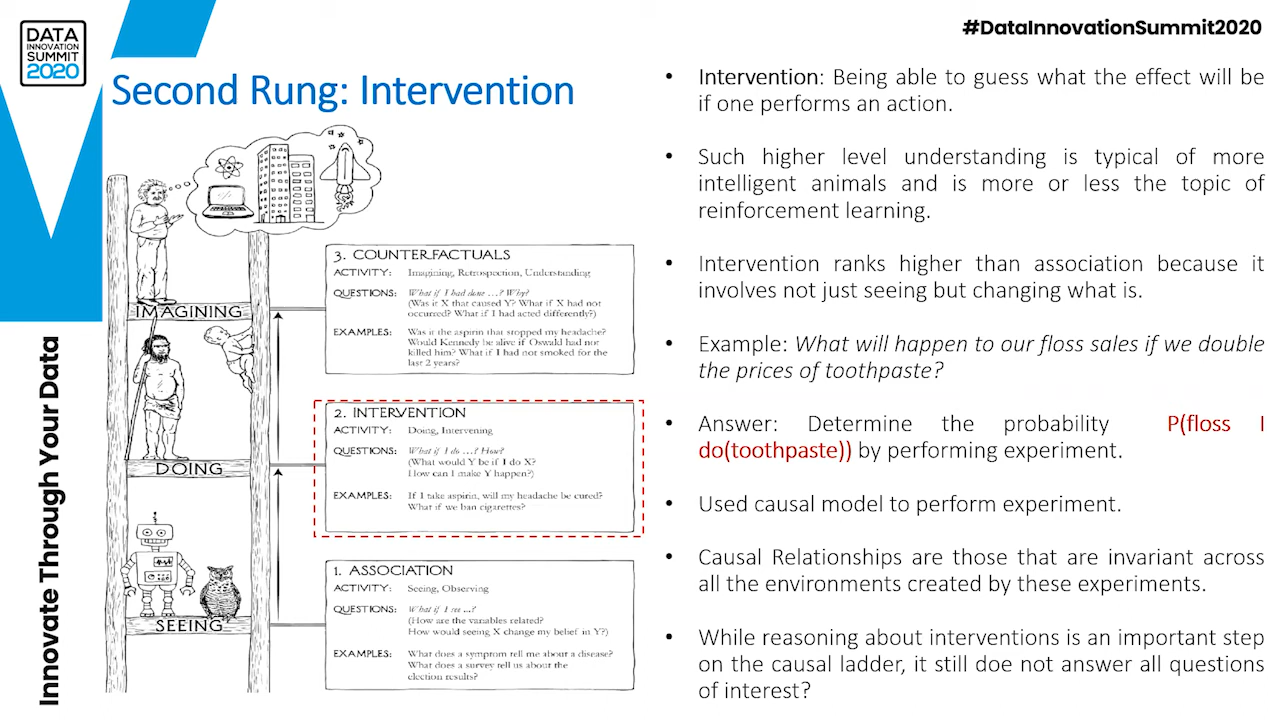 DATA
INNOVATION
SUMMIT
2020
#DataInnovationSummit2020
Innovate Through Your Data
Second Rung: Intervention
IMAGINING
DOING
SEEING
3. COUNTERFACTUALS
ACTIVITY: Imagining, Retrospection, Understanding
QUESTIONS: What if I had done ...? Why?
(Was it X that caused Y? What if X had not
occurred? What if I had acted differently?)
EXAMPLES: Was it the aspirin that stopped my headache?
Would Kennedy be alive if Oswald had not
killed him? What if I had not smoked for the
last 2 years?
2. INTERVENTION
ACTIVITY: Doing, Intervening
QUESTIONS: What if I do ...? How?
(What would Y be if I do X?
How can I make Y happen?)
EXAMPLES: If I take aspirin, will my headache be cured?
What if we ban cigarettes?
1. ASSOCIATION
ACTIVITY: Seeing, Observing
QUESTIONS: What if I see ...?
(How are the variables related?
How would seeing X change my belief in Y?)
EXAMPLES: What does a symptom tell me about a disease?
What does a survey tell us about the
election results?
• Intervention: Being able to guess what the effect will be
if one performs an action.
• Such higher level understanding is typical of more
intelligent animals and is more or less the topic of
reinforcement learning.
• Intervention ranks higher than association because it
involves not just seeing but changing what is.
• Example: What will happen to our floss sales if we double
the prices of toothpaste?
• Answer: Determine the probability P(floss I
do(toothpaste)) by performing experiment.
• Used causal model to perform experiment.
• Causal Relationships are those that are invariant across
all the environments created by these experiments.
• While reasoning about interventions is an important step
on the causal ladder, it still doe not answer all questions
of interest?